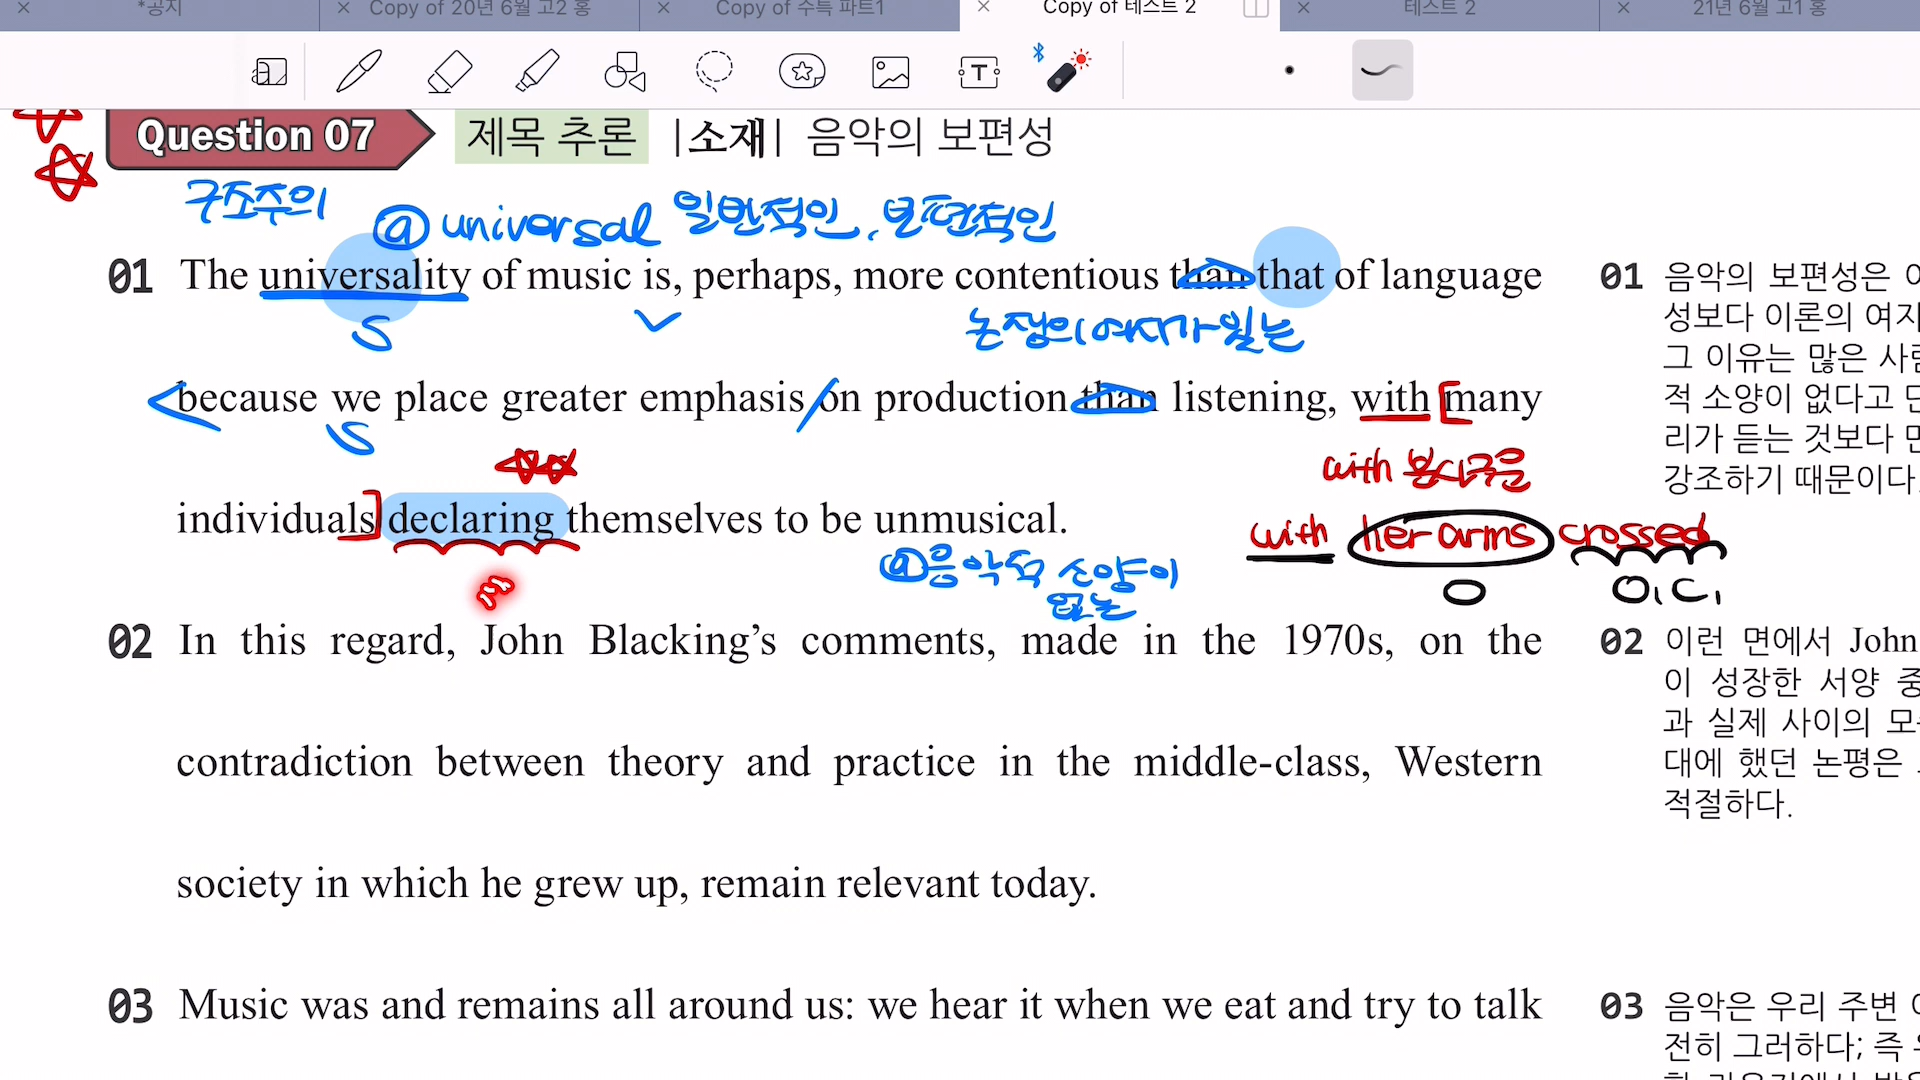 *공지
Copy of 20년 6월 고2 홍
Copy of 수특 파트1
Copy of 테스트 2
테스트 2
21년 6월 고1 홍
Question 07 제목 추론 |소재| 음악의 보편성
구조주의
ⓐ universal 일반적인, 보편적인
01 The universality of music is, perhaps, more contentious than that of language
S V 논쟁의 여지가 있는
because we place greater emphasis on production than listening, with [many
S
with 분사구문
individuals] declaring themselves to be unmusical.
with her arms crossed
ⓐ음악적 소양이
없는
O O.C.
02 In this regard, John Blacking's comments, made in the 1970s, on the
contradiction between theory and practice in the middle-class, Western
society in which he grew up, remain relevant today.
03 Music was and remains all around us: we hear it when we eat and try to talk
01 음악의 보편성은
성보다 이론의 여지
그 이유는 많은 사람
적 소양이 없다고
리가 듣는 것보다
강조하기 때문이다.
02 이런 면에서 John
이 성장한 서양
과 실제 사이의
대에 했던 논평은
적절하다.
03 음악은 우리 주변
전히 그러하다; 즉